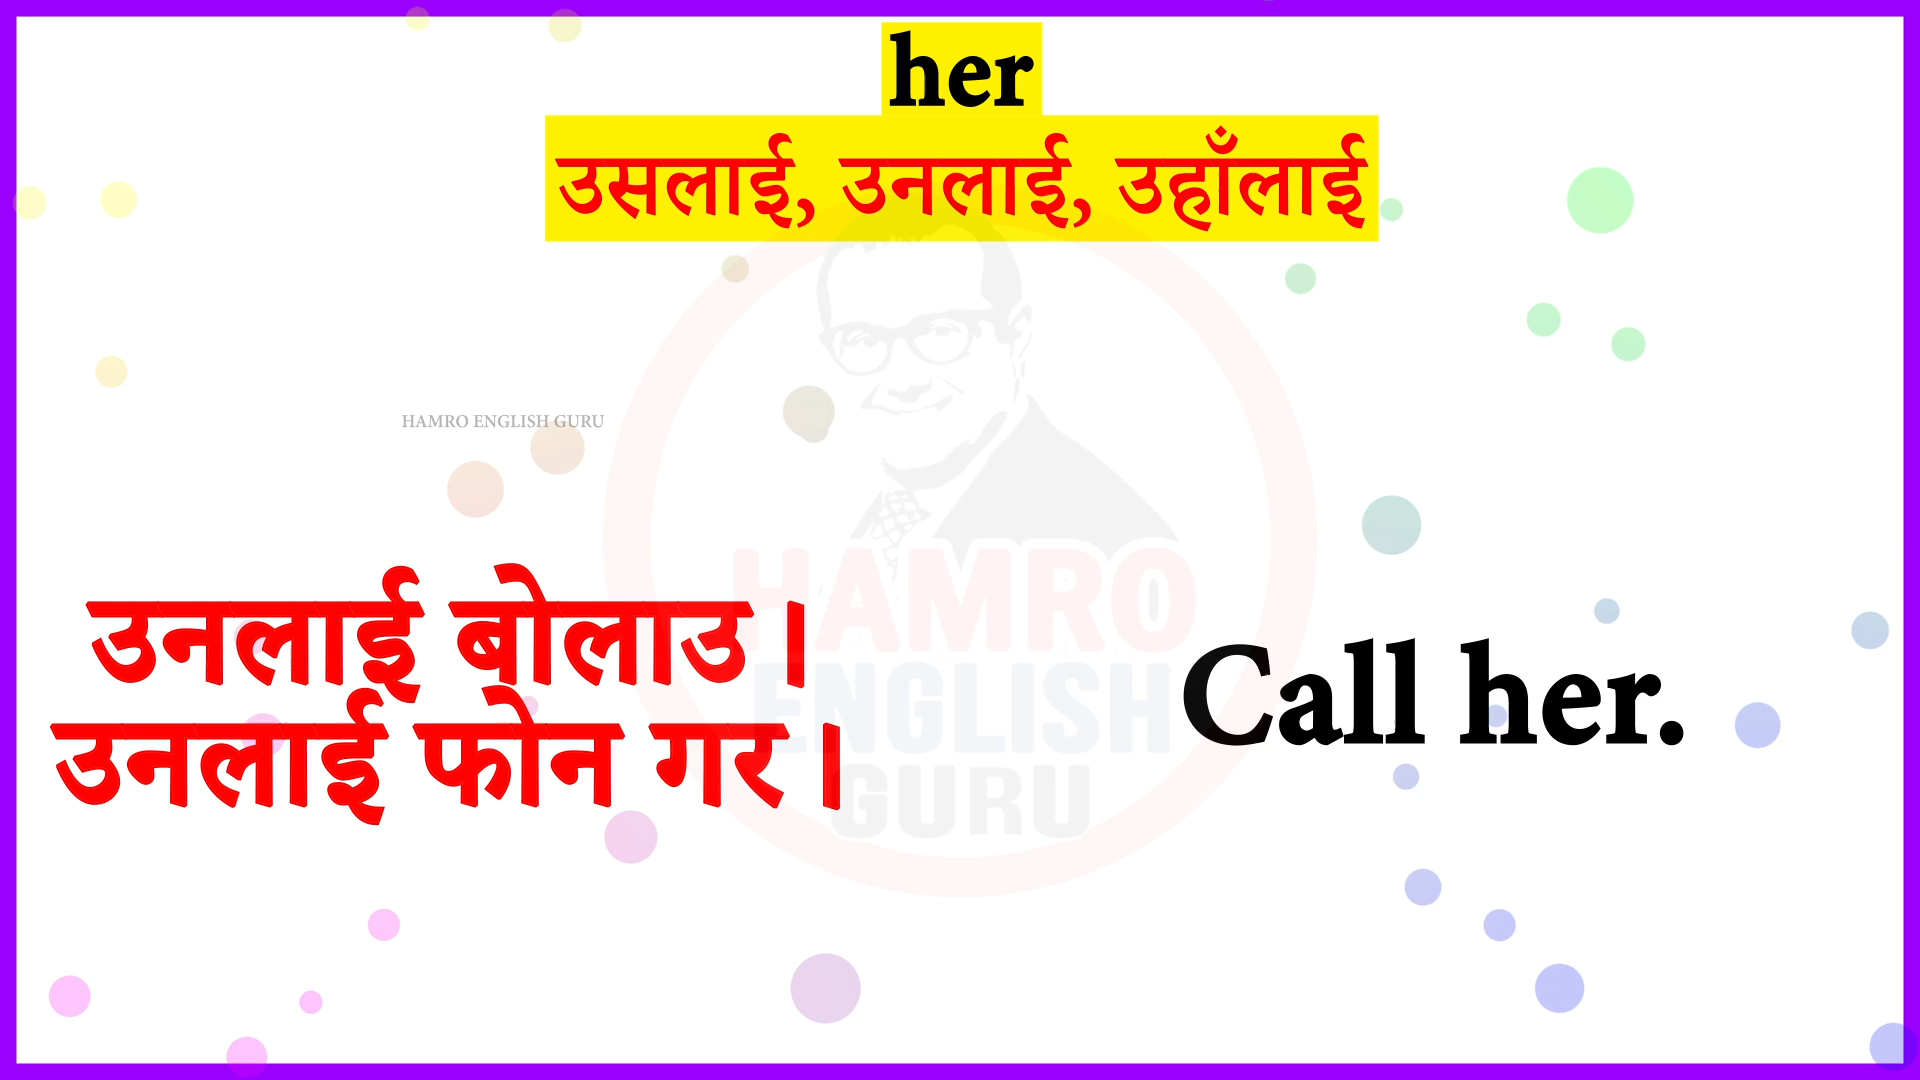 her
उसलाई, उनलाई, उहाँलाई
HAMRO ENGLISH GURU
उनलाई बोलाउ ।
उनलाई फोन गर ।
Call her.
HAMRO
ENGLISH
GURU